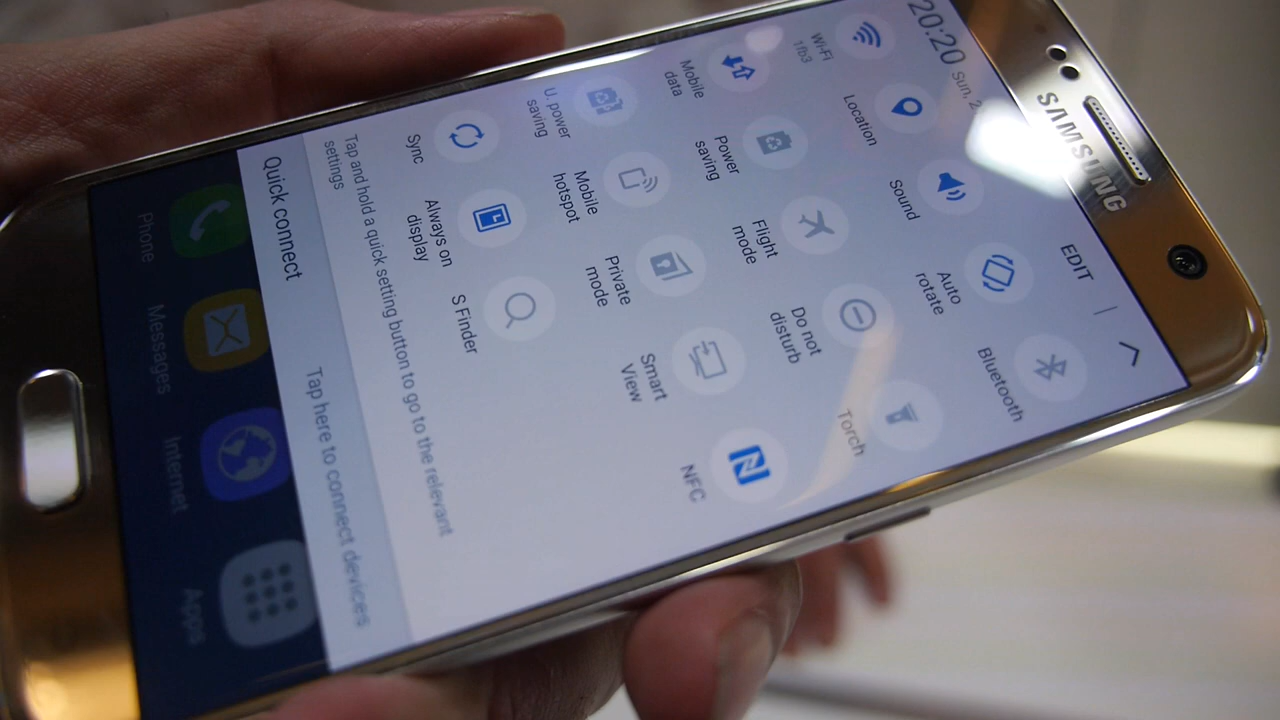 SAMSUNG
20:20 Sun, 2
EDIT
Wi-Fi
1fb3
Location
Sound
Auto
rotate
Bluetooth
Mobile
data
Power
saving
Flight
mode
Do not
disturb
Torch
U. power
saving
Mobile
hotspot
Private
mode
Smart
View
NFC
Sync
Always on
display
S Finder
Tap and hold a quick setting button to go to the relevant
settings
Quick connect
Tap here to connect devices
Phone
Messages
Internet
Apps